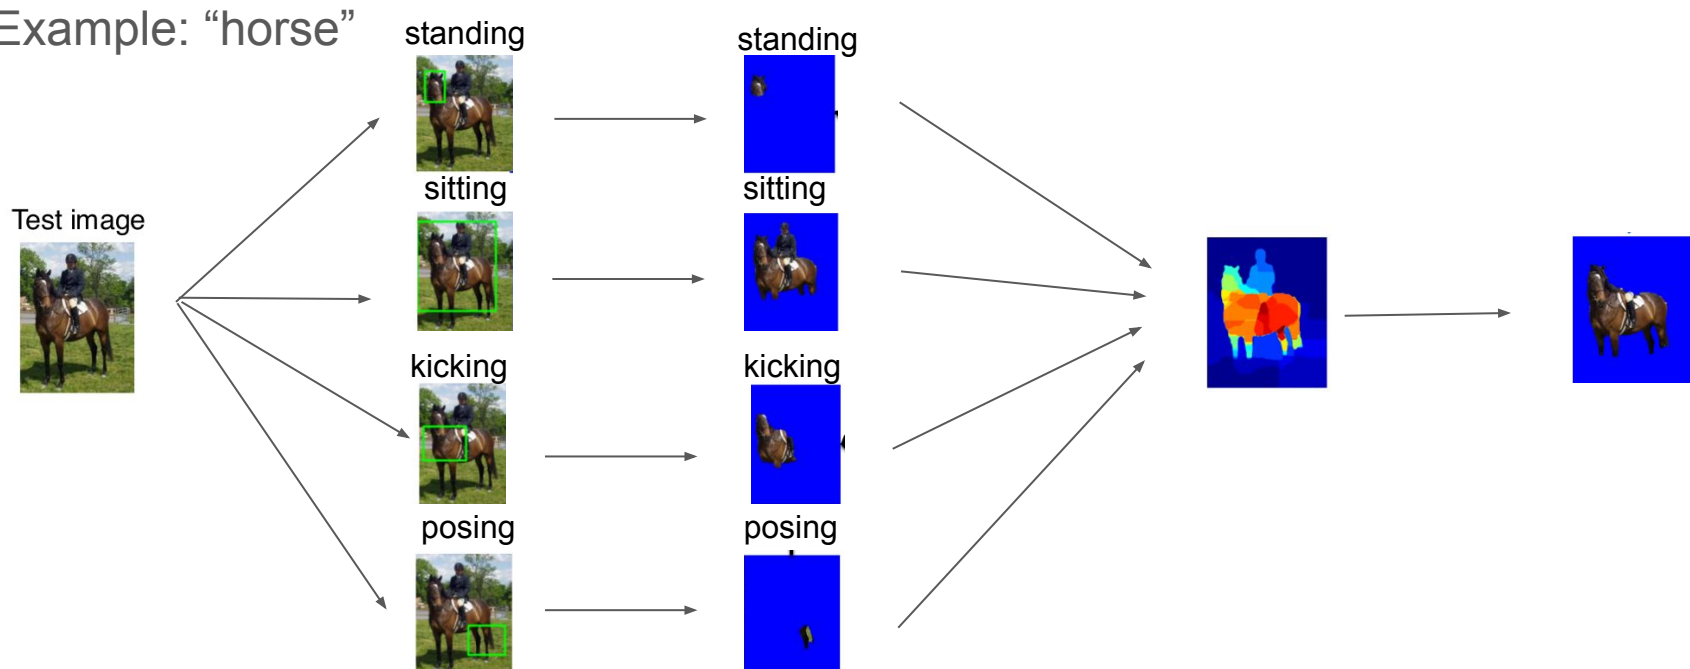 Example: “horse”
standing
standing
sitting
sitting
Test image
kicking
kicking
posing
posing